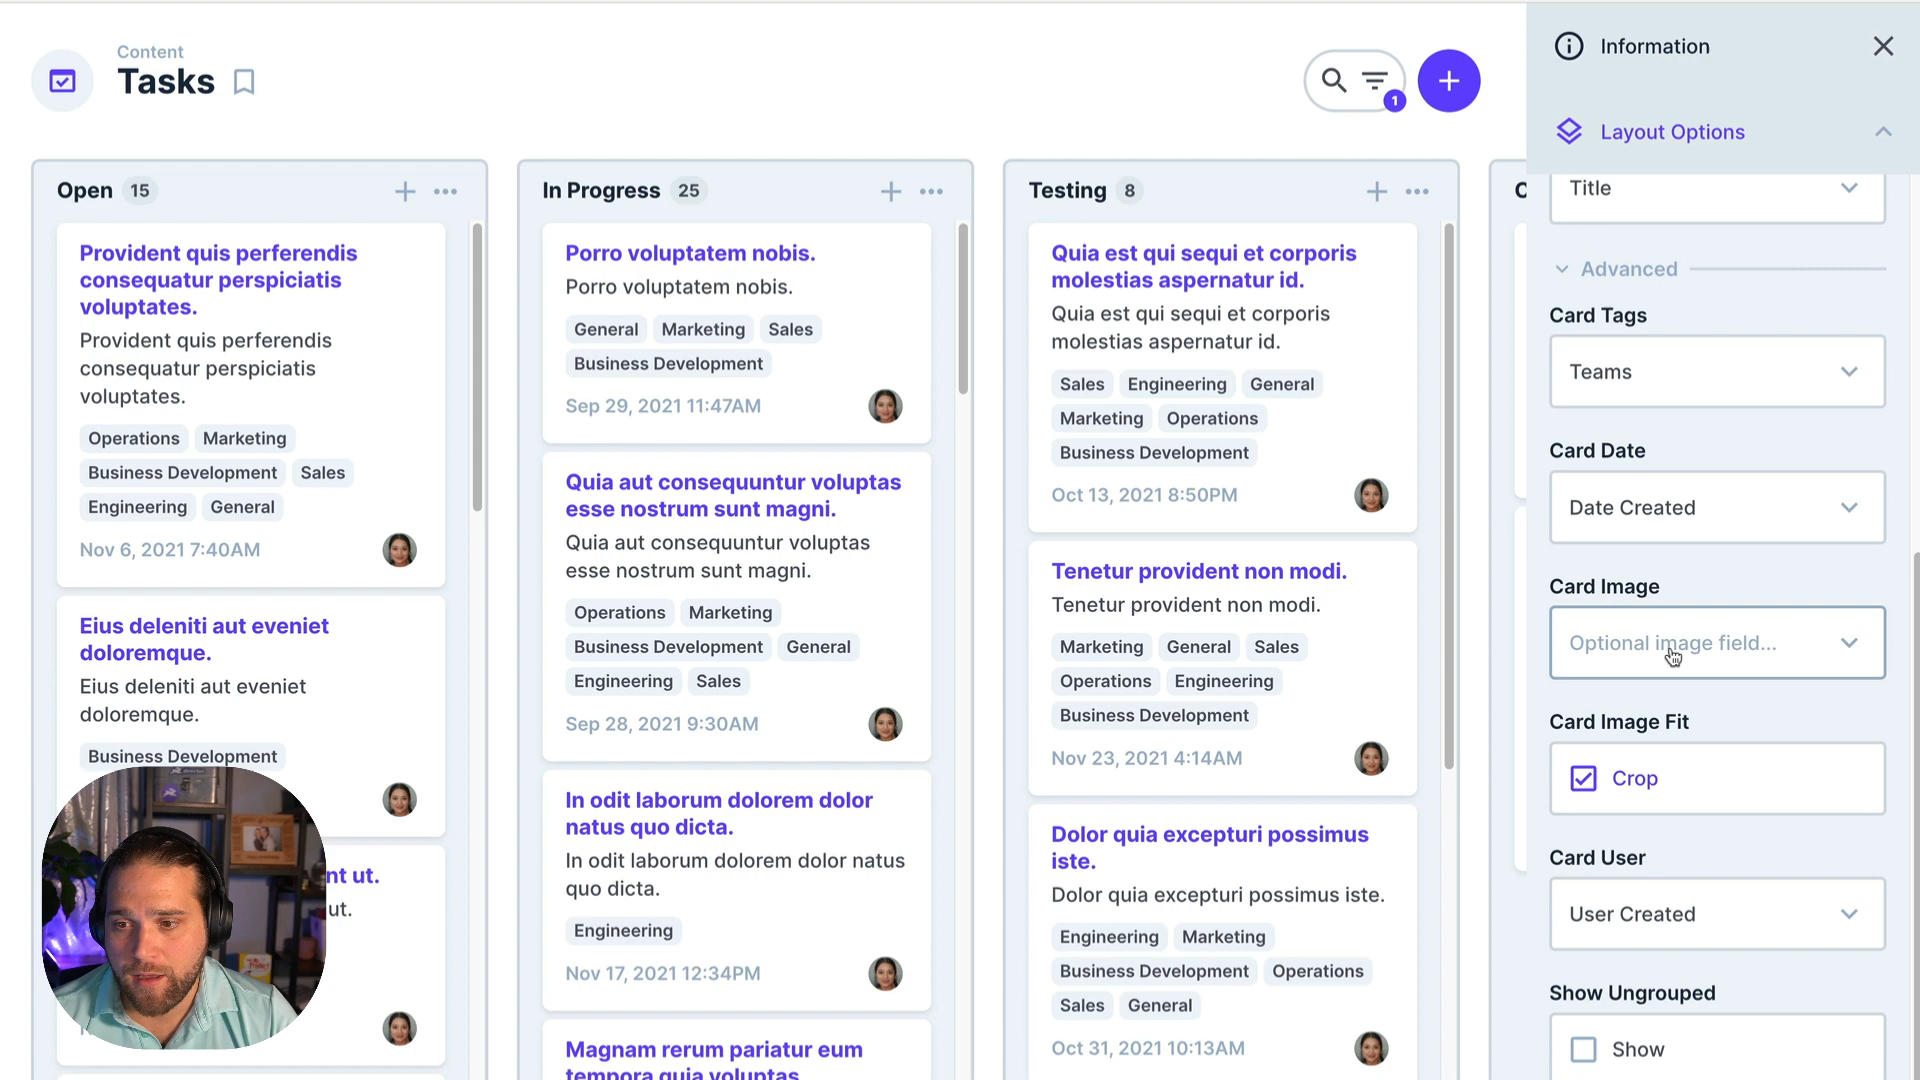 Content
Tasks
1
Information
Layout Options
Open 15
Provident quis perferendis
consequatur perspiciatis
voluptates.
Provident quis perferendis
consequatur perspiciatis
voluptates.
Operations Marketing
Business Development Sales
Engineering General
Nov 6, 2021 7:40AM
Eius deleniti aut eveniet
doloremque.
Eius deleniti aut eveniet
doloremque.
Business Development
nt ut.
ut.
In Progress 25
Porro voluptatem nobis.
Porro voluptatem nobis.
General Marketing Sales
Business Development
Sep 29, 2021 11:47AM
Quia aut consequuntur voluptas
esse nostrum sunt magni.
Quia aut consequuntur voluptas
esse nostrum sunt magni.
Operations Marketing
Business Development General
Engineering Sales
Sep 28, 2021 9:30AM
In odit laborum dolorem dolor
natus quo dicta.
In odit laborum dolorem dolor natus
quo dicta.
Engineering
Nov 17, 2021 12:34PM
Magnam rerum pariatur eum
tempora quia voluptas
Testing 8
Quia est qui sequi et corporis
molestias aspernatur id.
Quia est qui sequi et corporis
molestias aspernatur id.
Sales Engineering General
Marketing Operations
Business Development
Oct 13, 2021 8:50PM
Tenetur provident non modi.
Tenetur provident non modi.
Marketing General Sales
Operations Engineering
Business Development
Nov 23, 2021 4:14AM
Dolor quia excepturi possimus
iste.
Dolor quia excepturi possimus iste.
Engineering Marketing
Business Development Operations
Sales General
Oct 31, 2021 10:13AM
Title
Advanced
Card Tags
Teams
Card Date
Date Created
Card Image
Optional image field...
Card Image Fit
Crop
Card User
User Created
Show Ungrouped
Show